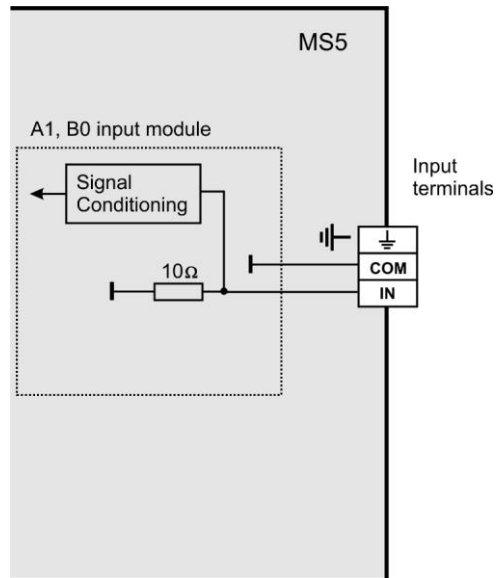 MS5
A1, B0 input module
Signal
Conditioning
Input
terminals
10Ω
COM
IN